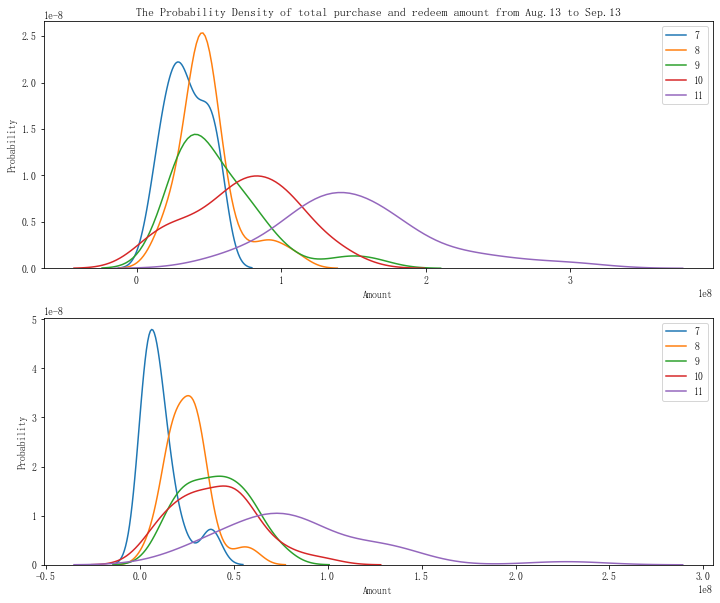 The Probability Density of total purchase and redeem amount from Aug.13 to Sep.13
1e-8
2.5
2.0
1.5
1.0
0.5
0.0
Probability
7
8
9
10
11
0 1 2 3
1e8
Amount
1e-8
5
4
3
2
1
0
Probability
7
8
9
10
11
-0.5 0.0 0.5 1.0 1.5 2.0 2.5 3.0
1e8
Amount